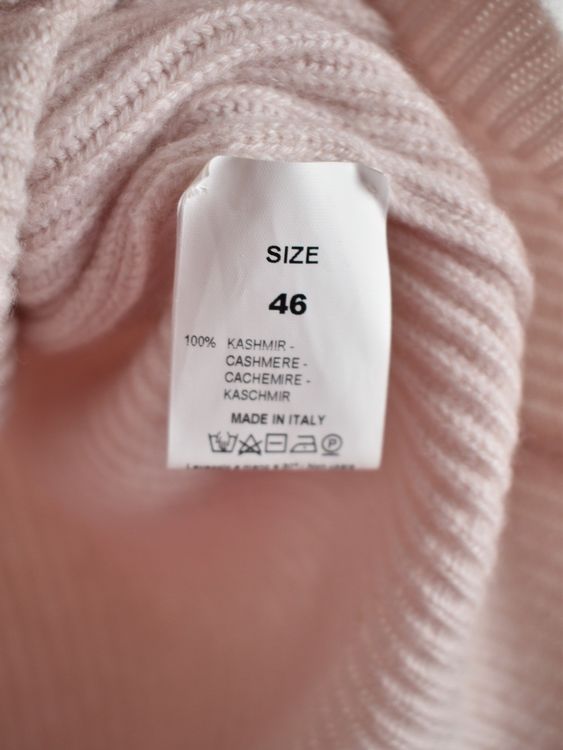 SIZE
46
100% KASHMIR -
CASHMERE -
CACHEMIRE -
KASCHMIR
MADE IN ITALY
P